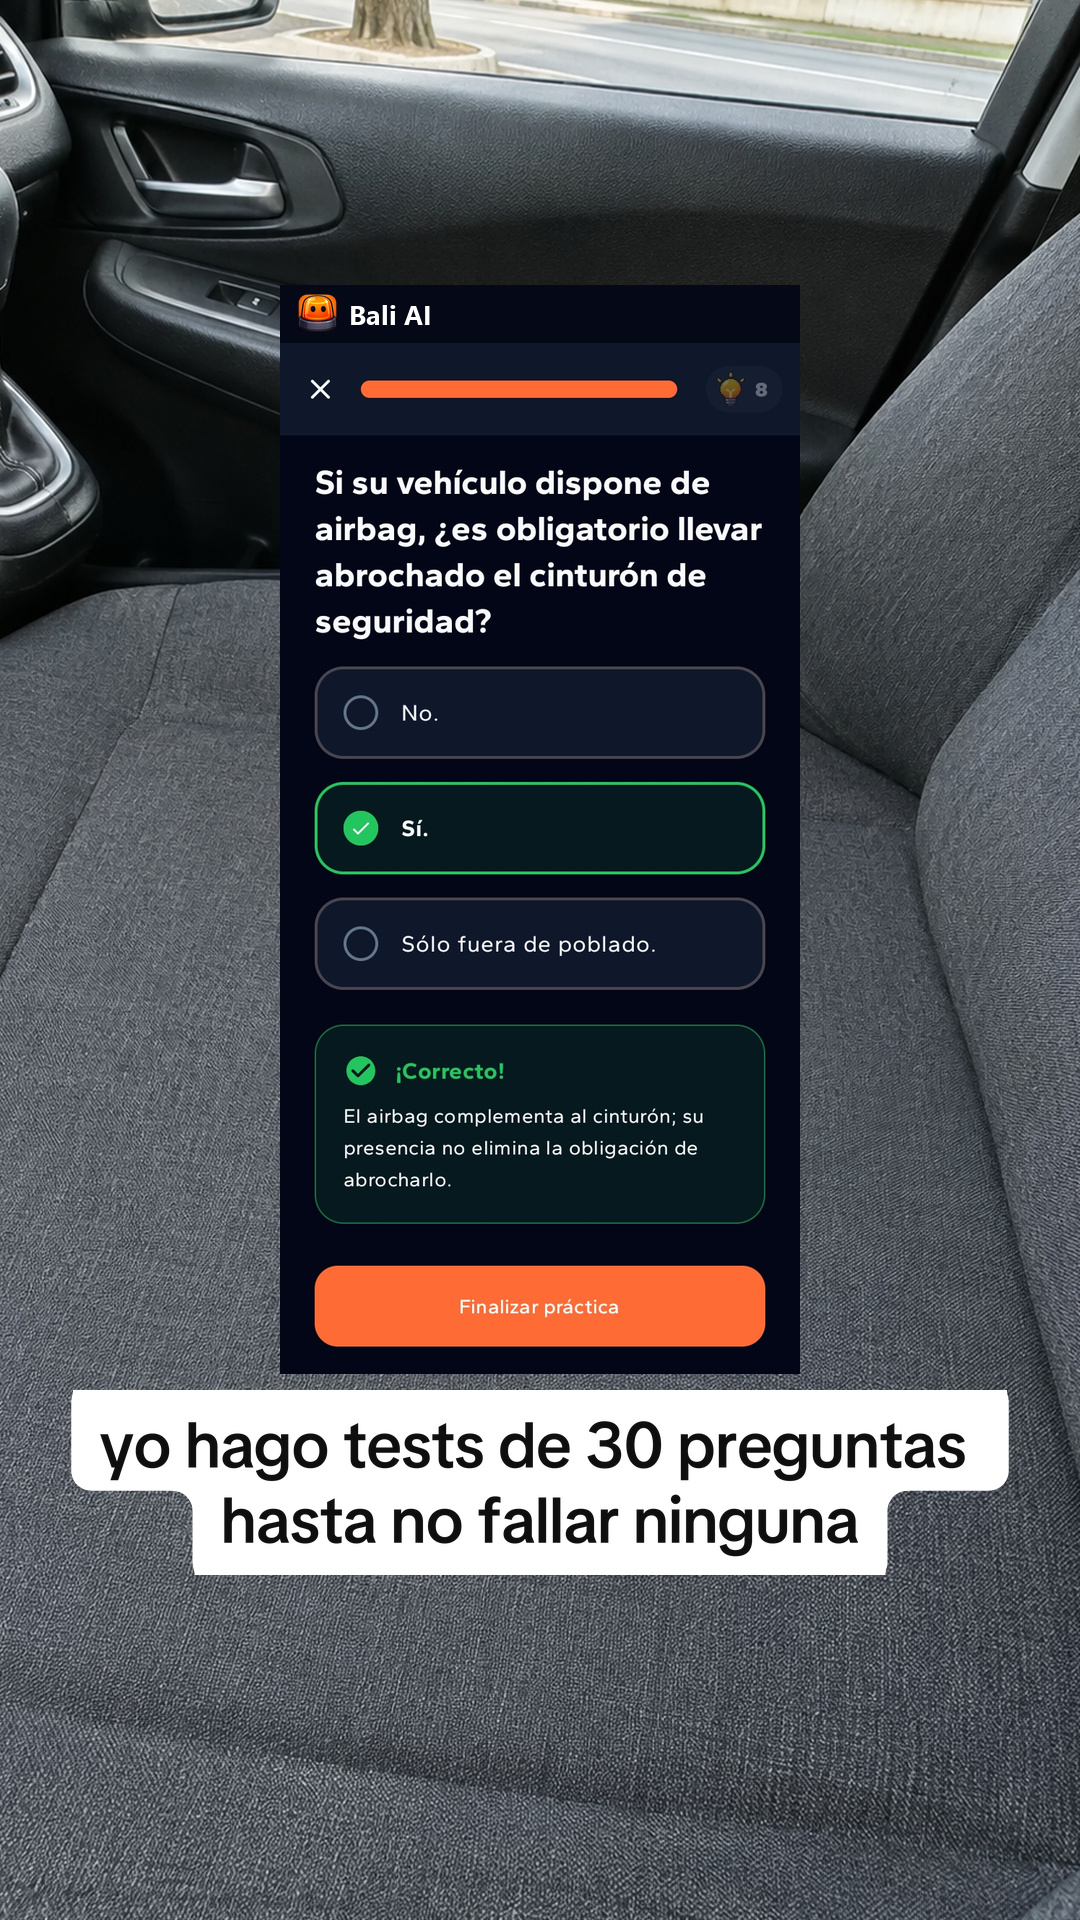 Bali AI
8
Si su vehículo dispone de
airbag, ¿es obligatorio llevar
abrochado el cinturón de
seguridad?
No.
Sí.
Sólo fuera de poblado.
¡Correcto!
El airbag complementa al cinturón; su
presencia no elimina la obligación de
abrocharlo.
Finalizar práctica
yo hago tests de 30 preguntas
hasta no fallar ninguna